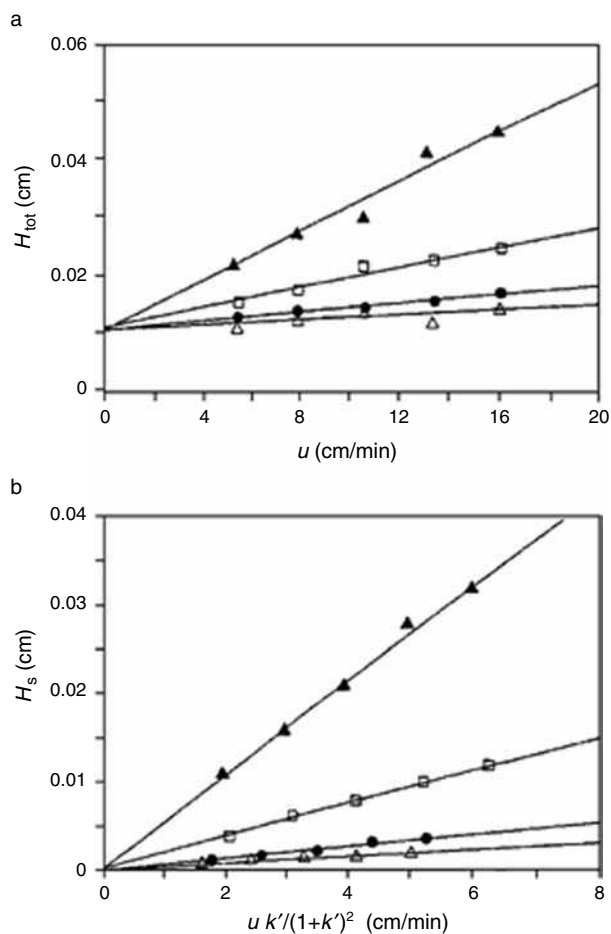 a
0.06
0.04
0.02
0
H_tot (cm)
0 4 8 12 16 20
u (cm/min)
b
0.04
0.03
0.02
0.01
0
H_s (cm)
0 2 4 6 8
u k′/(1+k′)² (cm/min)